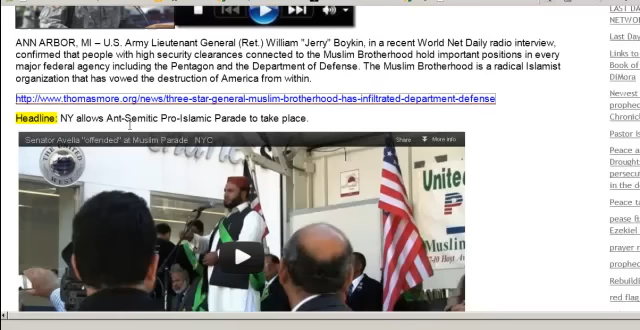 LAST DA
NETWOR
ANN ARBOR, MI – U.S. Army Lieutenant General (Ret.) William "Jerry" Boykin, in a recent World Net Daily radio interview,
confirmed that people with high security clearances connected to the Muslim Brotherhood hold important positions in every
major federal agency including the Pentagon and the Department of Defense. The Muslim Brotherhood is a radical Islamist
organization that has vowed the destruction of America from within.
http://www.thomasmore.org/news/three-star-general-muslim-brotherhood-has-infiltrated-department-defense
Headline: NY allows Ant-Semitic Pro-Islamic Parade to take place.
Senator Avella "offended" at Muslim Parade NYC
Share More info
Unite
Muslim
Last Day
Links to
Book of
DiMora
Newest
prophec
Chronicl
Pastor is
Peace a
Drought
persecut
in the d
Peace ta
pease &
Ezekiel
prayer r
prophec
Rebuildi
red flag